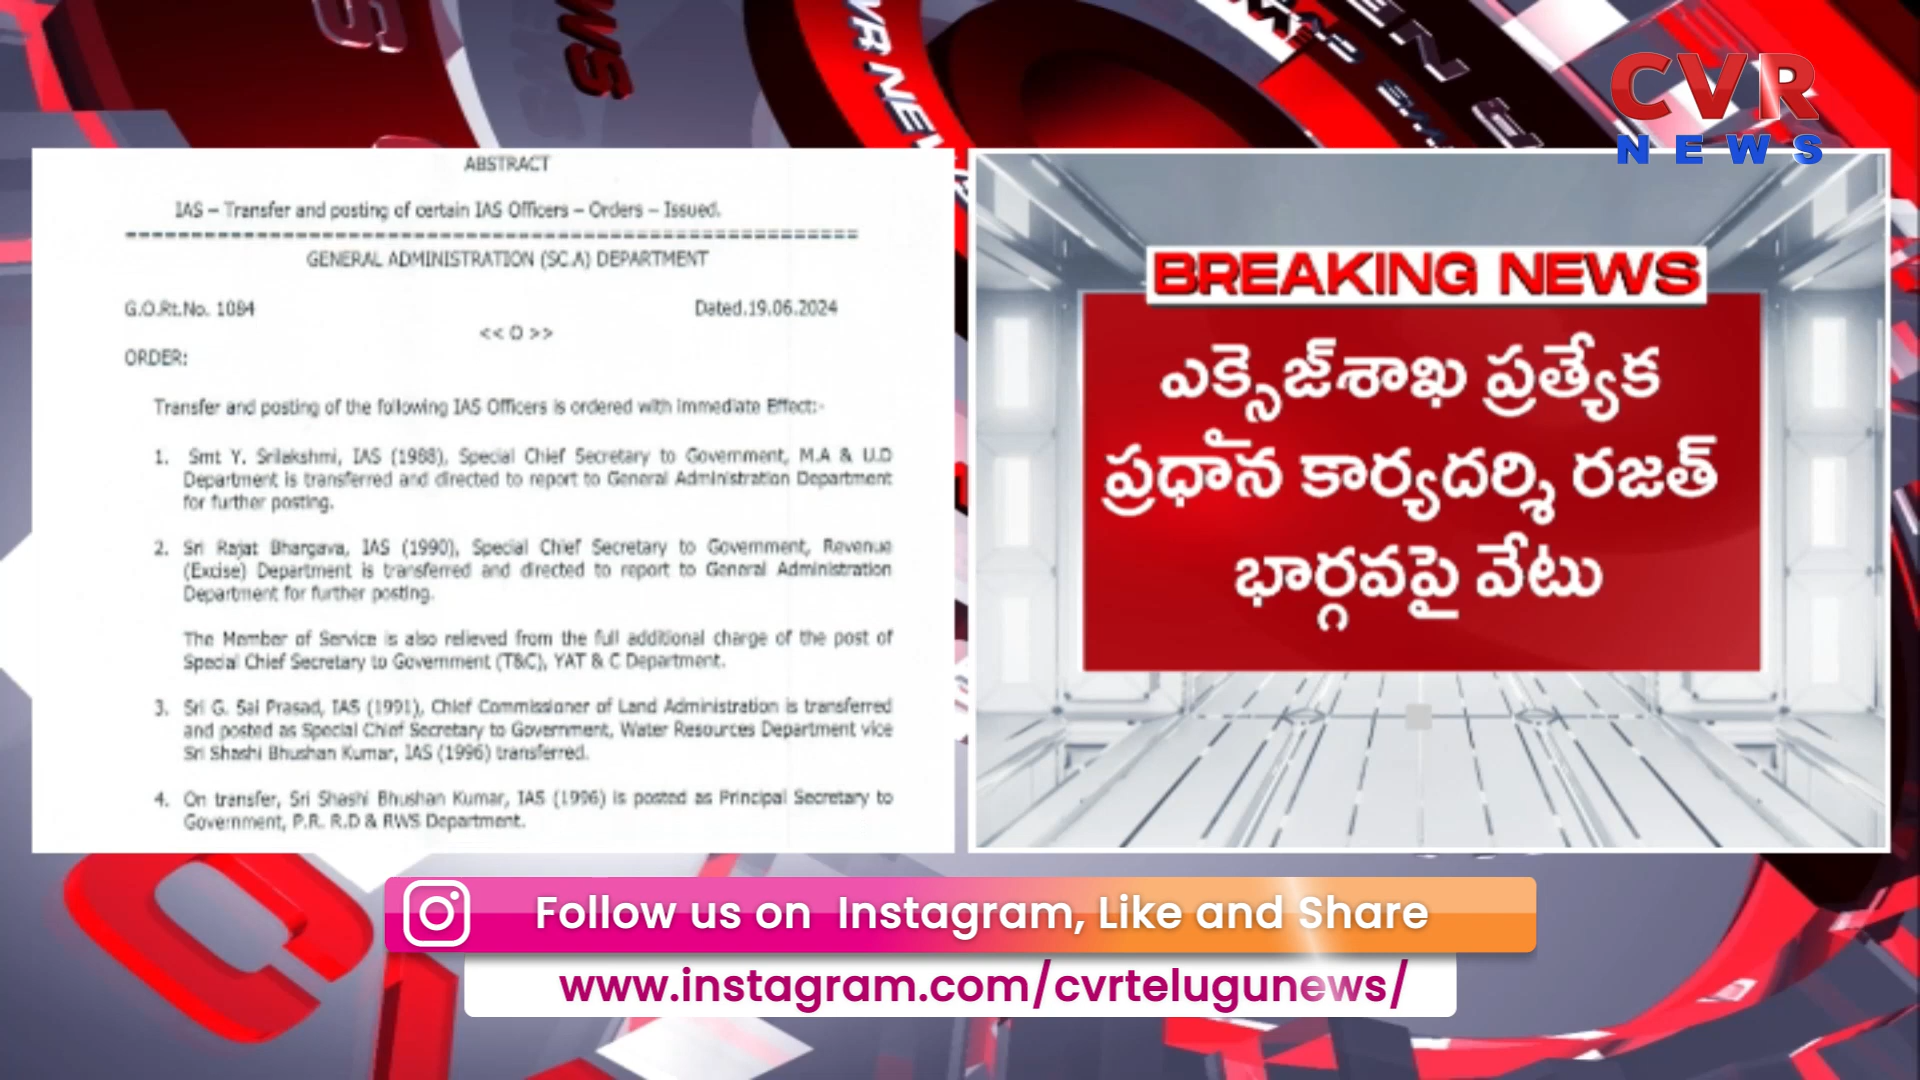 CVR NEWS
CVR
NEWS
ABSTRACT
IAS – Transfer and posting of certain IAS Officers – Orders – Issued.
GENERAL ADMINISTRATION (SC.A) DEPARTMENT
G.O.Rt.No. 1084 Dated.19.06.2024
<< O >>
ORDER:
Transfer and posting of the following IAS Officers is ordered with immediate Effect:-
1. Smt Y. Srilakshmi, IAS (1988), Special Chief Secretary to Government, M.A & U.D
Department is transferred and directed to report to General Administration Department
for further posting.
2. Sri Rajat Bhargava, IAS (1990), Special Chief Secretary to Government, Revenue
(Excise) Department is transferred and directed to report to General Administration
Department for further posting.
The Member of Service is also relieved from the full additional charge of the post of
Special Chief Secretary to Government (T&C), YAT & C Department.
3. Sri G. Sai Prasad, IAS (1991), Chief Commissioner of Land Administration is transferred
and posted as Special Chief Secretary to Government, Water Resources Department vice
Sri Shashi Bhushan Kumar, IAS (1996) transferred.
4. On transfer, Sri Shashi Bhushan Kumar, IAS (1996) is posted as Principal Secretary to
Government, P.R. R.D & RWS Department.
BREAKING NEWS
ఎక్సైజ్‌శాఖ ప్రత్యేక
ప్రధాన కార్యదర్శి రజత్
భార్గవపై వేటు
Follow us on Instagram, Like and Share
www.instagram.com/cvrtelugunews/